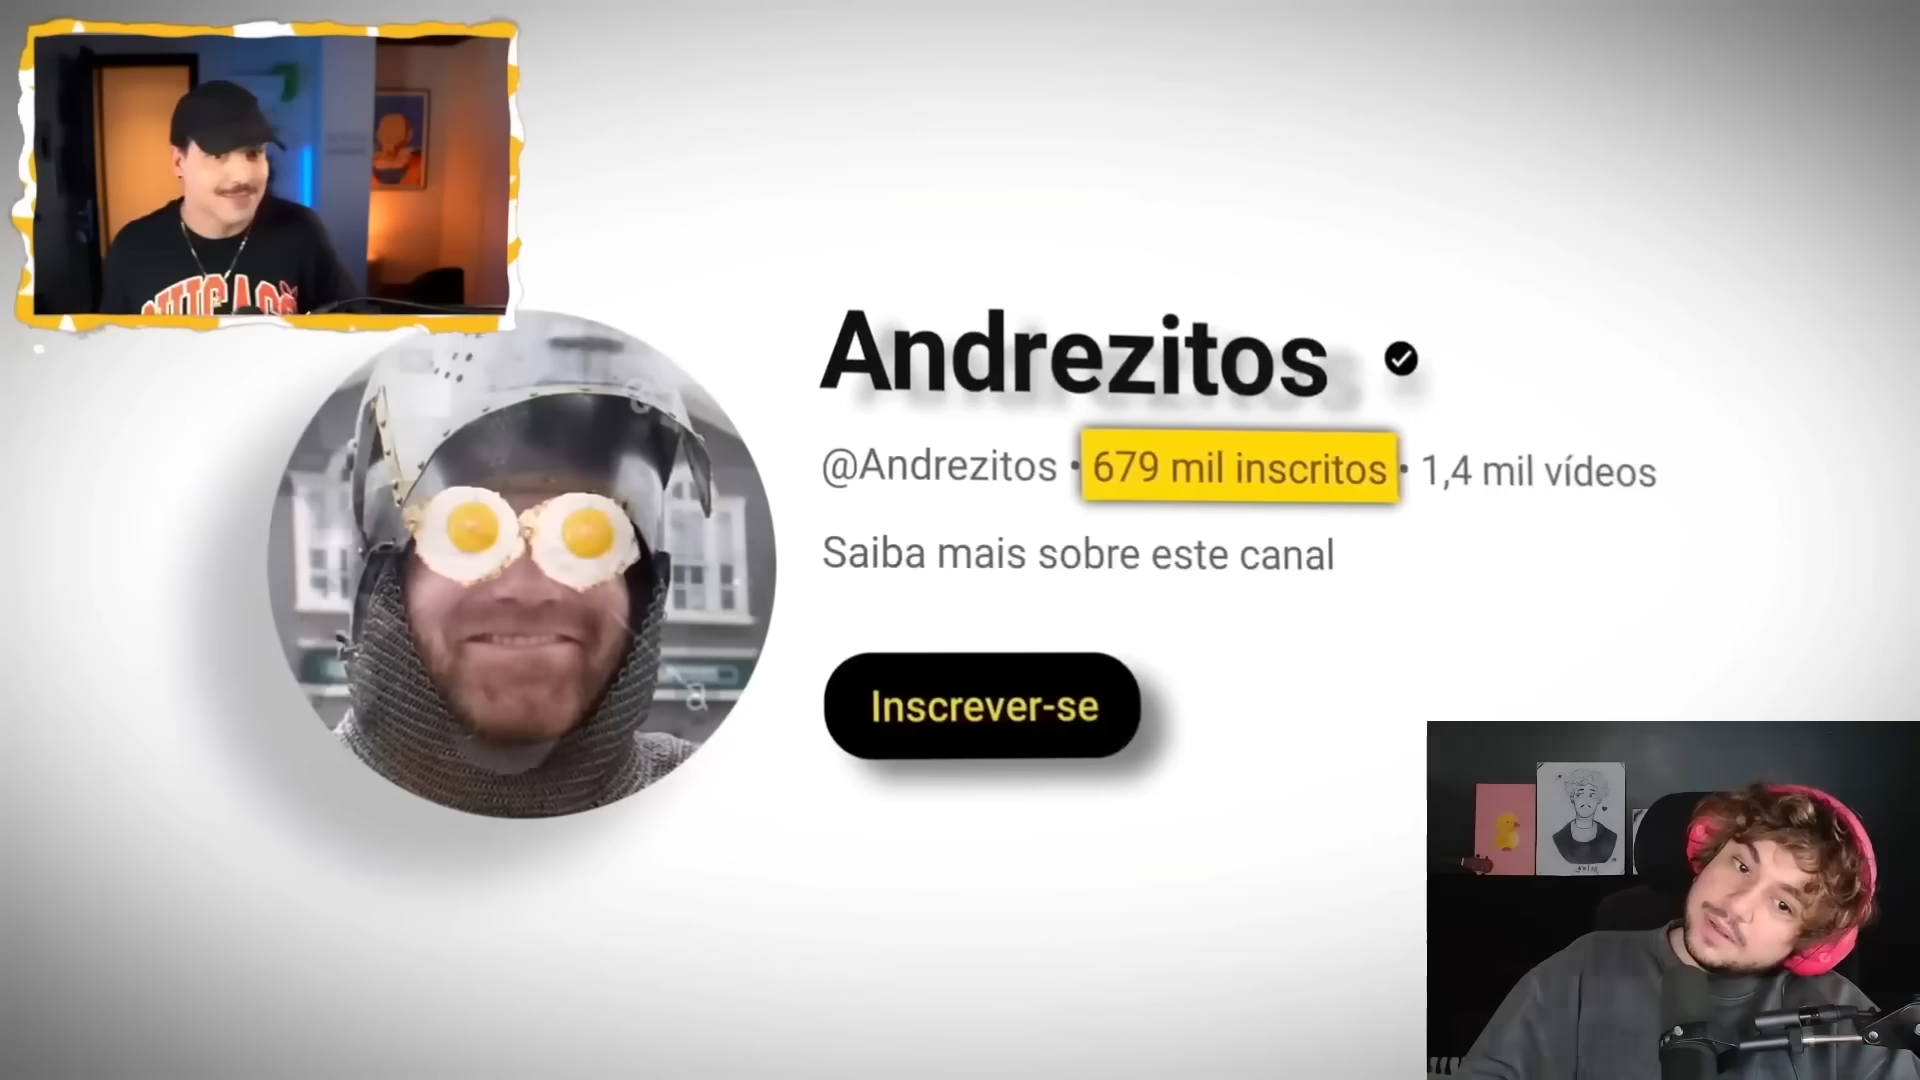 Andrezitos
@Andrezitos • 679 mil inscritos • 1,4 mil vídeos
Saiba mais sobre este canal
Inscrever-se